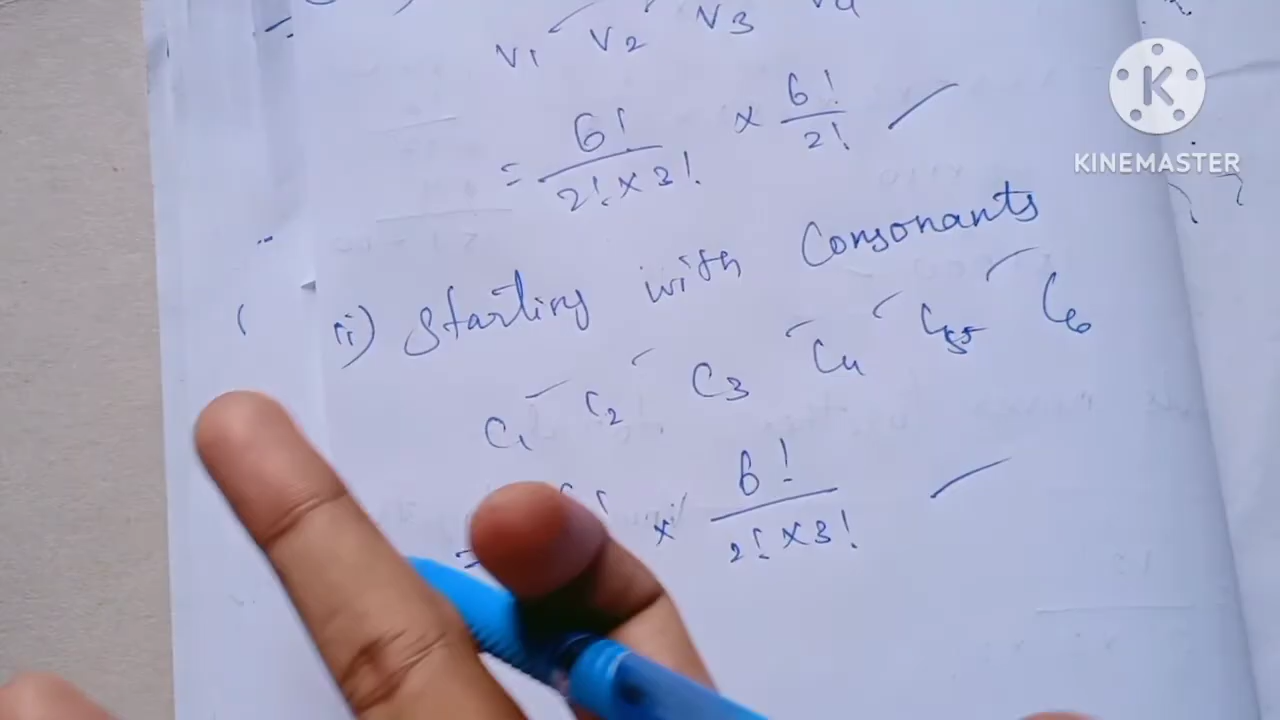 V1 V2 V3 V4
= 6! / 2! × 3! × 6! / 2!
KINEMASTER
ii) Starting with Consonants
C1 C2 C3 C4 C5 C6
× 6! / 2! × 3!